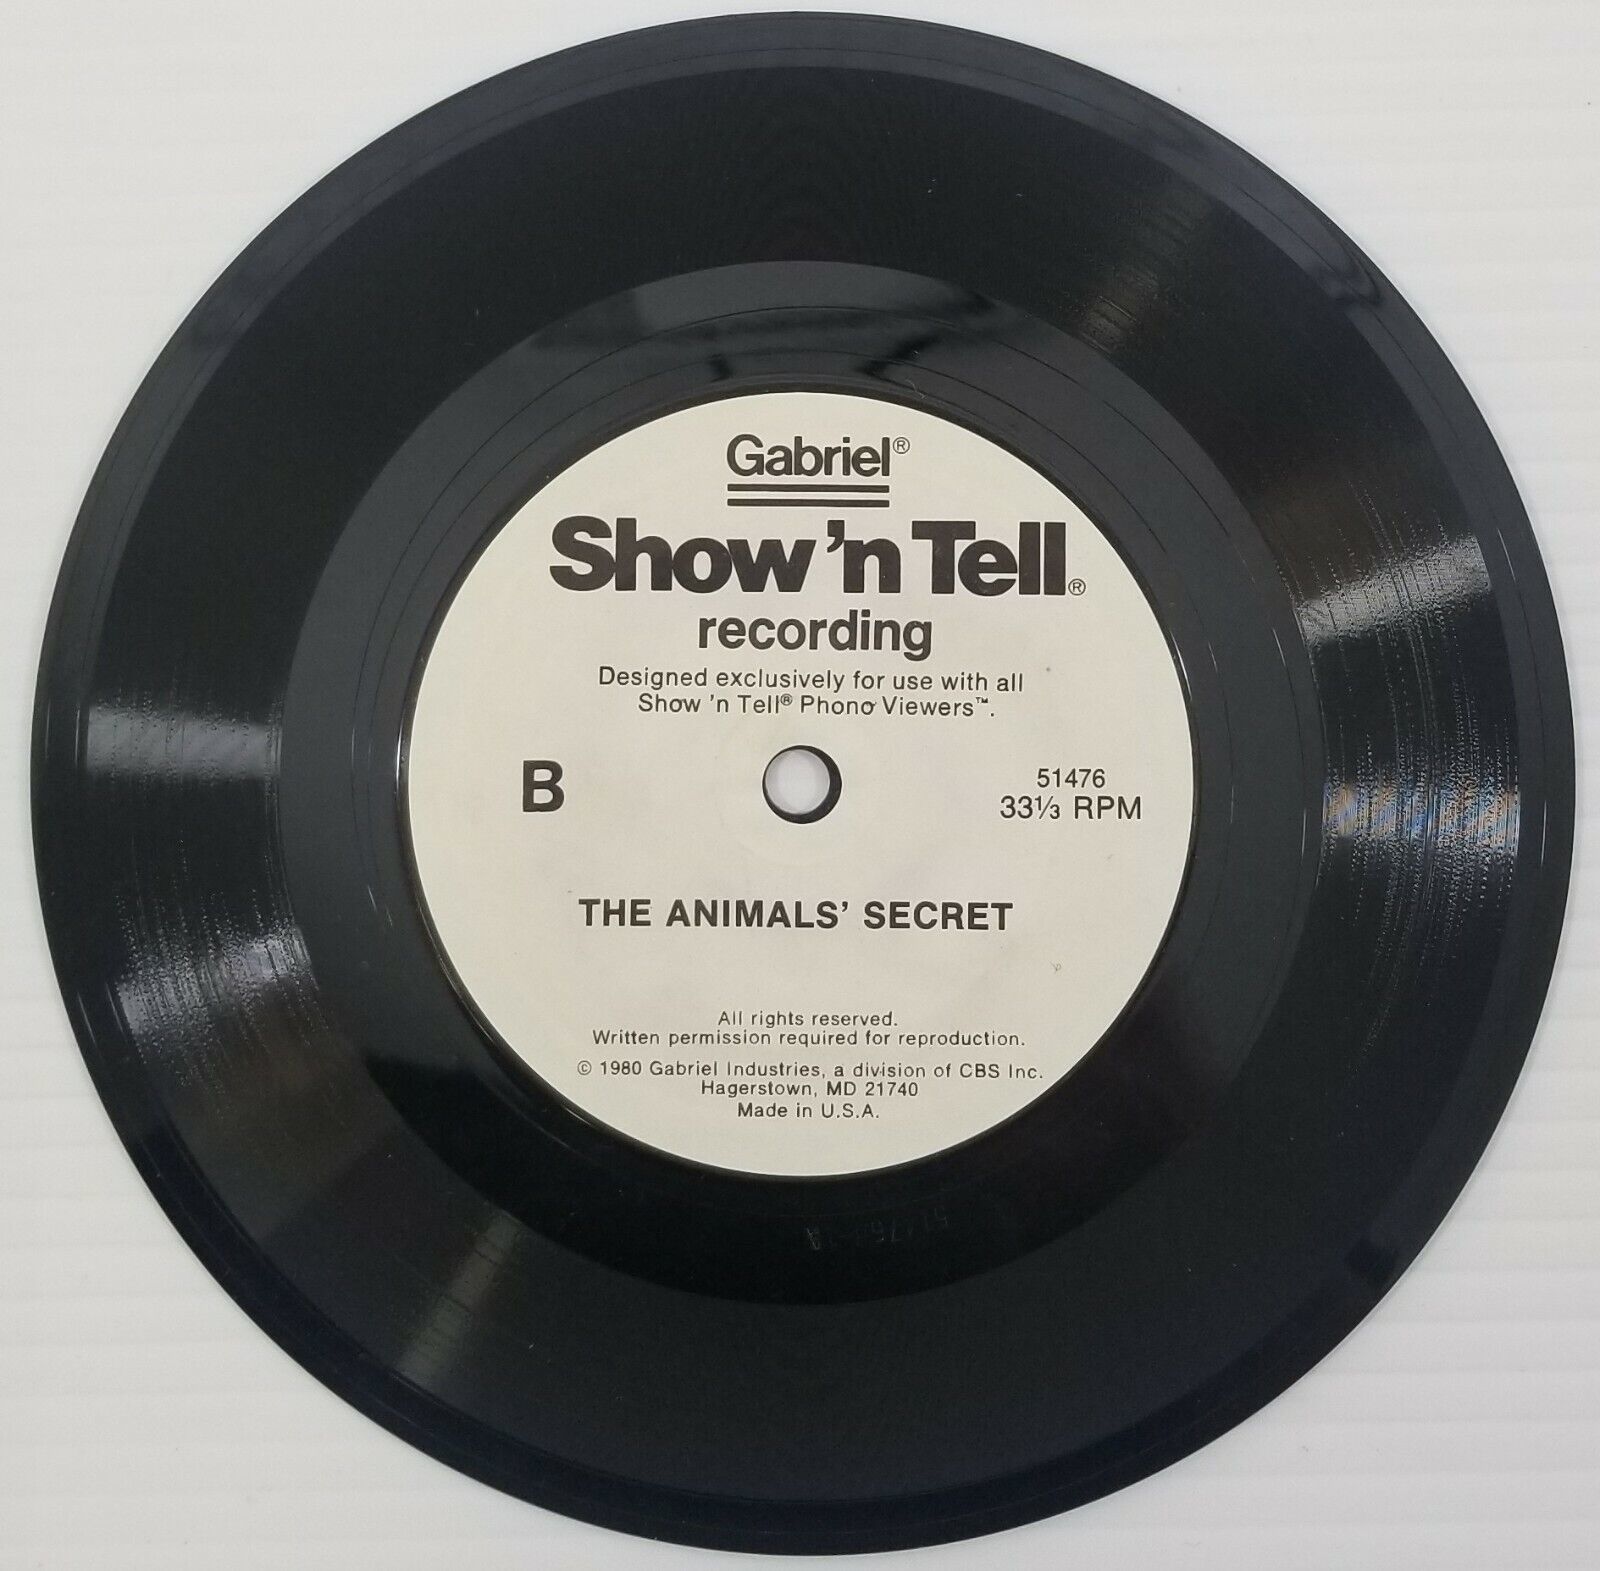 Gabriel®
Show 'n Tell®
recording
Designed exclusively for use with all
Show 'n Tell® Phono Viewers™.
B
51476
33⅓ RPM
THE ANIMALS' SECRET
All rights reserved.
Written permission required for reproduction.
© 1980 Gabriel Industries, a division of CBS Inc.
Hagerstown, MD 21740
Made in U.S.A.